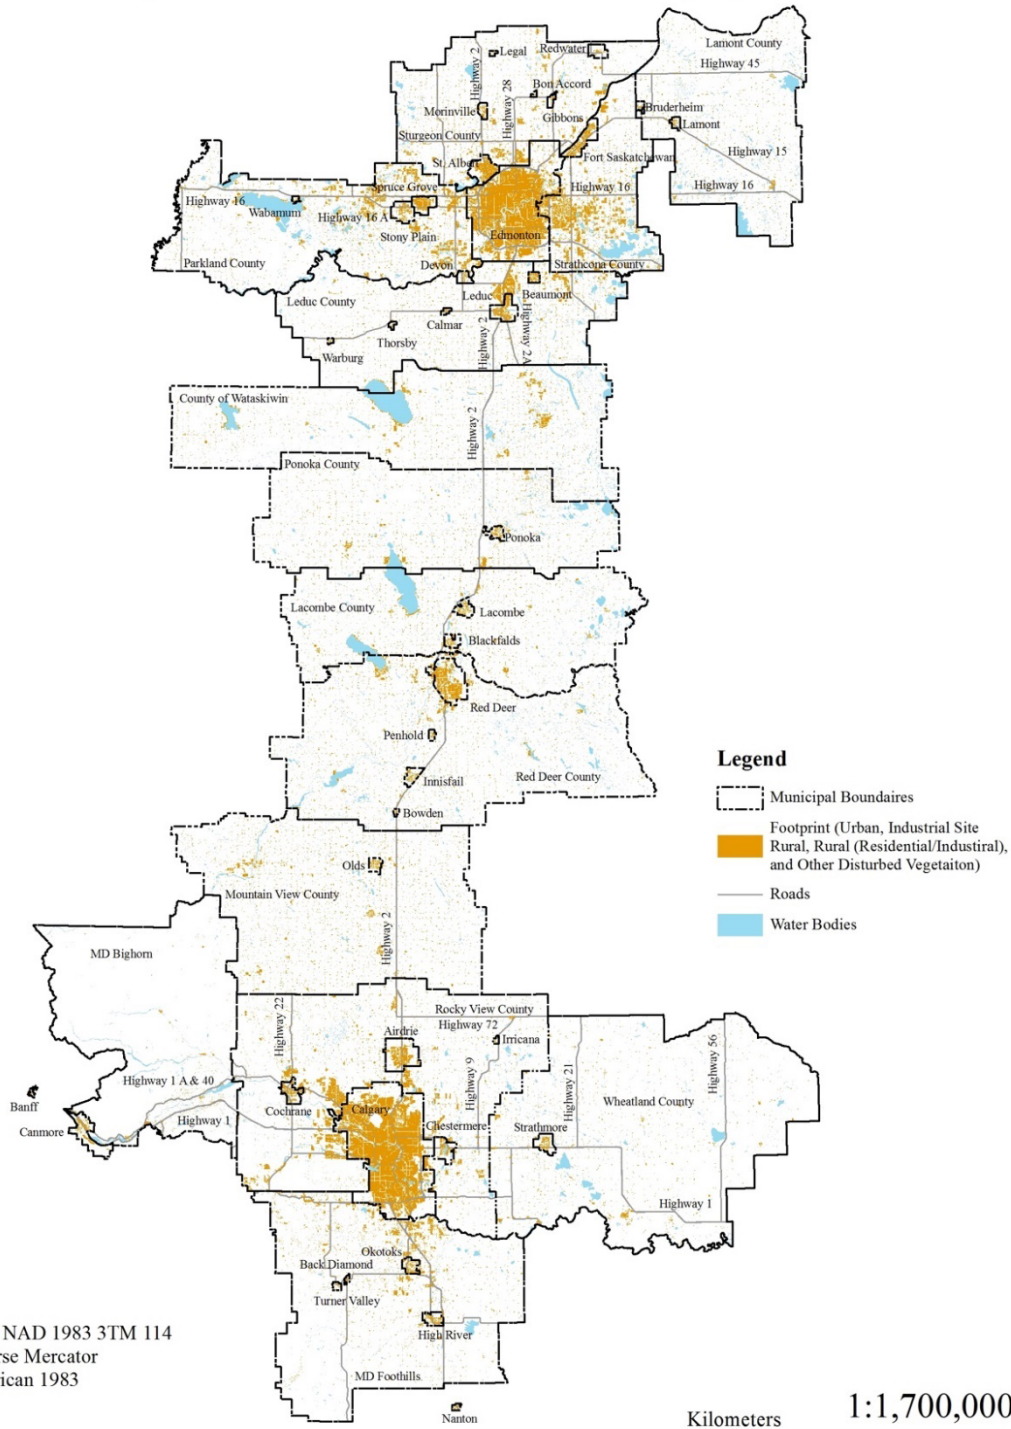 Lamont County
Highway 45
Redwater
Legal
Highway 2
Highway 28
Bon Accord
Bruderheim
Morinville
Gibbons
Lamont
Sturgeon County
Highway 15
St. Albert
Fort Saskatchewan
Spruce Grove
Highway 16
Highway 16
Highway 16
Wabamum
Highway 16 A
Stony Plain
Edmonton
Parkland County
Devon
Strathcona County
Leduc County
Leduc
Beaumont
Calmar
Thorsby
Highway 2
Highway 2A
Warburg
County of Wataskiwin
Highway 2
Ponoka County
Ponoka
Lacombe County
Lacombe
Blackfalds
Red Deer
Penhold
Innisfail
Red Deer County
Bowden
Legend
Municipal Boundaires
Footprint (Urban, Industrial Site
Rural, Rural (Residential/Industiral),
and Other Disturbed Vegetaiton)
Roads
Water Bodies
Olds
Mountain View County
Highway 2
MD Bighorn
Highway 22
Rocky View County
Highway 72
Airdrie
Irricana
Highway 9
Highway 21
Highway 56
Highway 1 A & 40
Banff
Cochrane
Calgary
Wheatland County
Highway 1
Canmore
Chestermere
Strathmore
Highway 1
Okotoks
Back Diamond
Turner Valley
High River
NAD 1983 3TM 114
rse Mercator
ican 1983
MD Foothills
Nanton
Kilometers
1:1,700,000